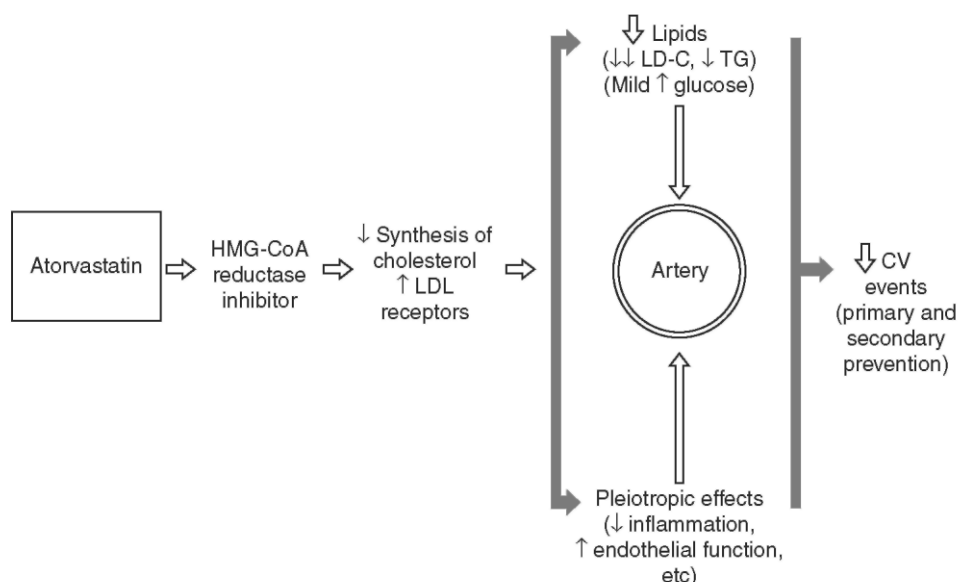 Atorvastatin
HMG-CoA
reductase
inhibitor
↓ Synthesis of
cholesterol
↑ LDL
receptors
⇩ Lipids
(↓↓ LD-C, ↓ TG)
(Mild ↑ glucose)
Artery
Pleiotropic effects
(↓ inflammation,
↑ endothelial function,
etc)
⇩ CV
events
(primary and
secondary
prevention)